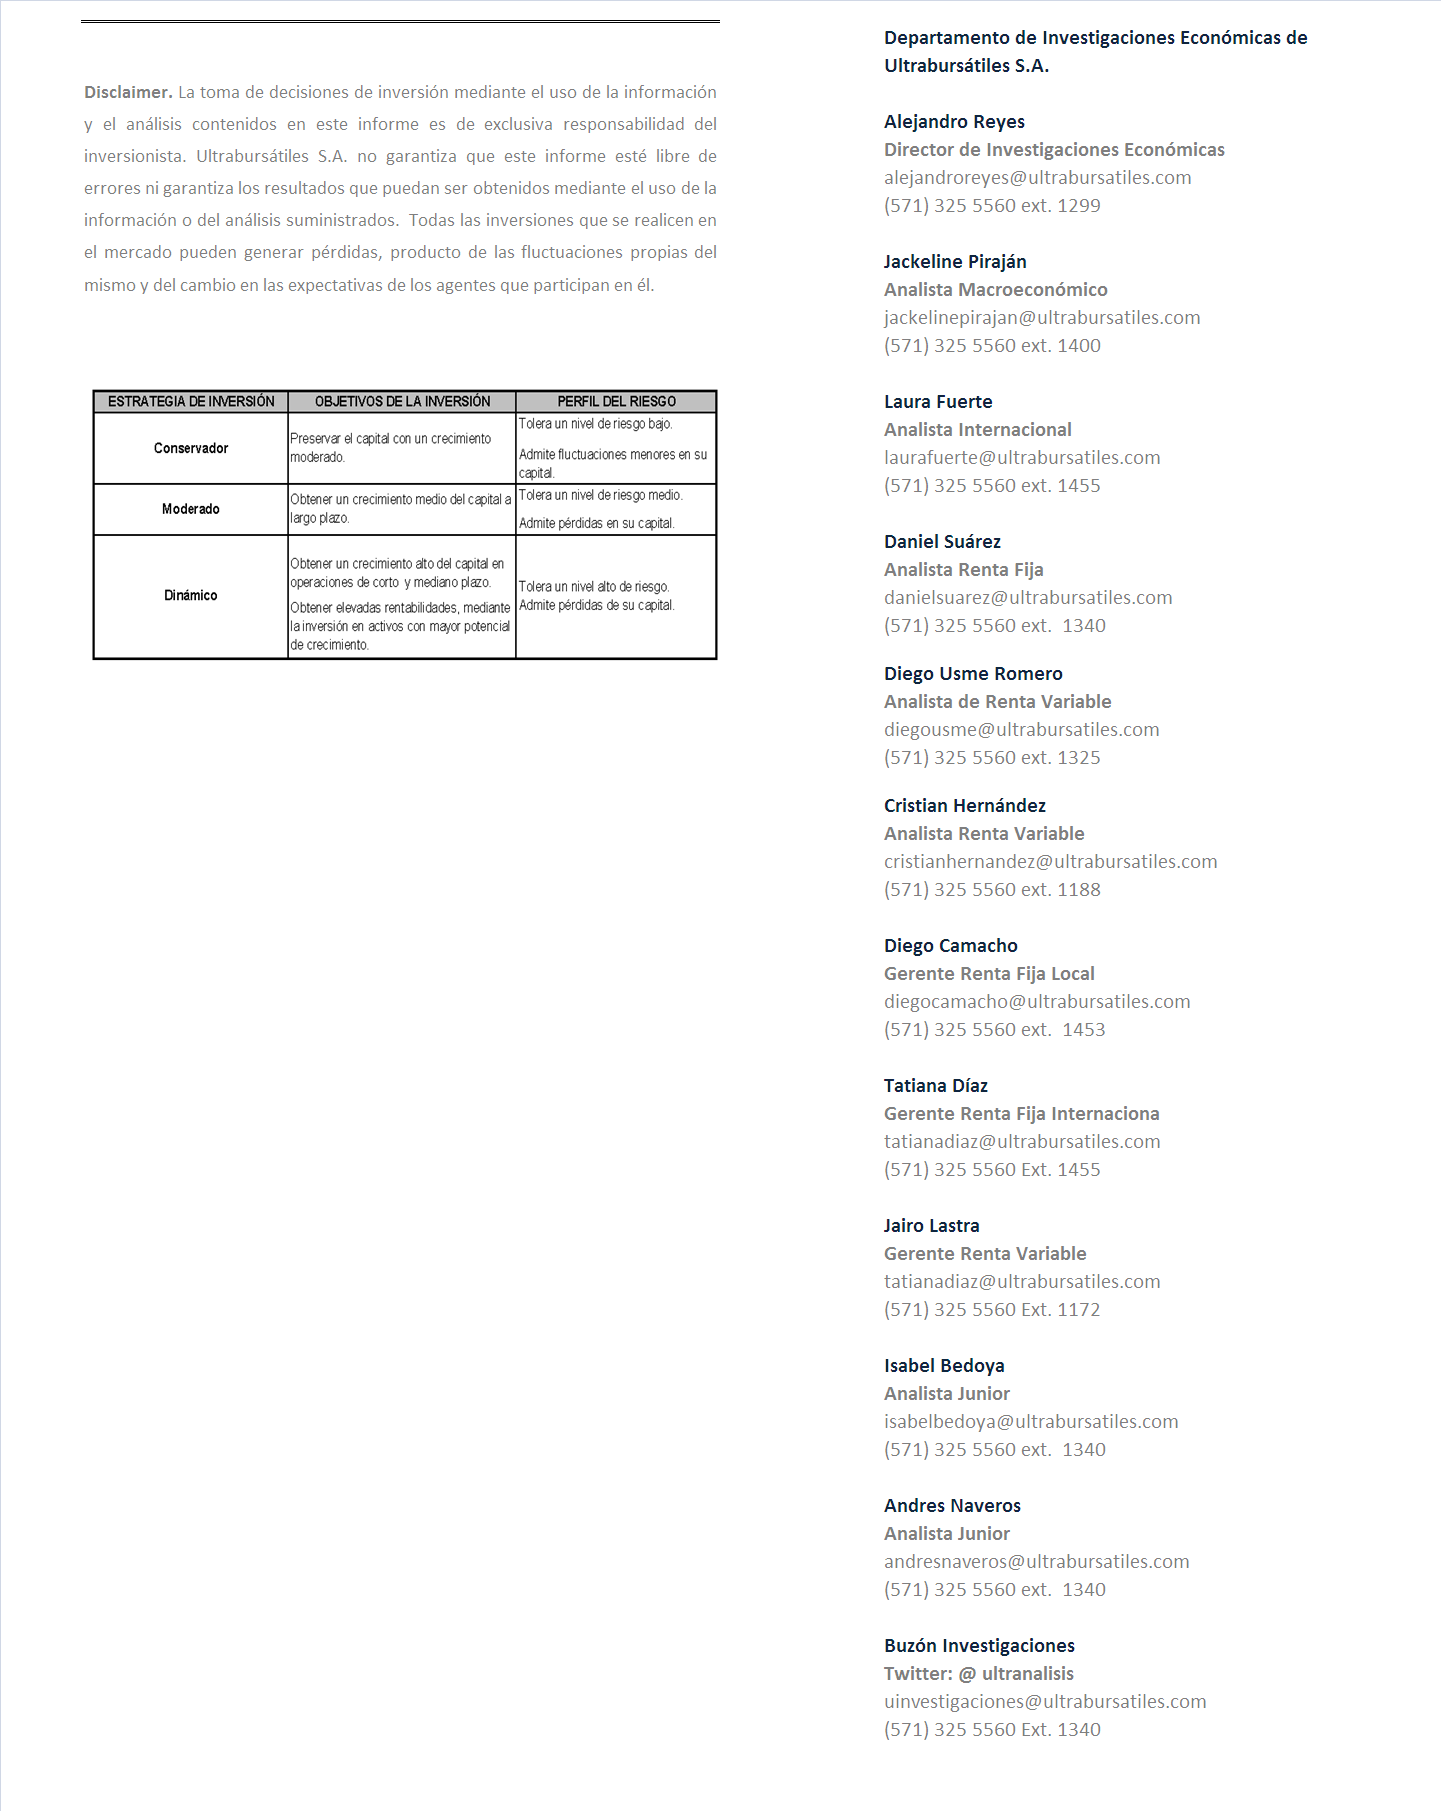 Disclaimer. La toma de decisiones de inversión mediante el uso de la información
y el análisis contenidos en este informe es de exclusiva responsabilidad del
inversionista. Ultrabursátiles S.A. no garantiza que este informe esté libre de
errores ni garantiza los resultados que puedan ser obtenidos mediante el uso de la
información o del análisis suministrados. Todas las inversiones que se realicen en
el mercado pueden generar pérdidas, producto de las fluctuaciones propias del
mismo y del cambio en las expectativas de los agentes que participan en él.
ESTRATEGIA DE INVERSIÓN OBJETIVOS DE LA INVERSIÓN PERFIL DEL RIESGO
Conservador
Preservar el capital con un crecimiento
moderado.
Tolera un nivel de riesgo bajo.
Admite fluctuaciones menores en su
capital.
Moderado
Obtener un crecimiento medio del capital a
largo plazo.
Tolera un nivel de riesgo medio.
Admite pérdidas en su capital.
Dinámico
Obtener un crecimiento alto del capital en
operaciones de corto y mediano plazo.
Obtener elevadas rentabilidades, mediante
la inversión en activos con mayor potencial
de crecimiento.
Tolera un nivel alto de riesgo.
Admite pérdidas de su capital.
Departamento de Investigaciones Económicas de
Ultrabursátiles S.A.
Alejandro Reyes
Director de Investigaciones Económicas
alejandroreyes@ultrabursatiles.com
(571) 325 5560 ext. 1299
Jackeline Piraján
Analista Macroeconómico
jackelinepirajan@ultrabursatiles.com
(571) 325 5560 ext. 1400
Laura Fuerte
Analista Internacional
laurafuerte@ultrabursatiles.com
(571) 325 5560 ext. 1455
Daniel Suárez
Analista Renta Fija
danielsuarez@ultrabursatiles.com
(571) 325 5560 ext. 1340
Diego Usme Romero
Analista de Renta Variable
diegousme@ultrabursatiles.com
(571) 325 5560 ext. 1325
Cristian Hernández
Analista Renta Variable
cristianhernandez@ultrabursatiles.com
(571) 325 5560 ext. 1188
Diego Camacho
Gerente Renta Fija Local
diegocamacho@ultrabursatiles.com
(571) 325 5560 ext. 1453
Tatiana Díaz
Gerente Renta Fija Internaciona
tatianadiaz@ultrabursatiles.com
(571) 325 5560 Ext. 1455
Jairo Lastra
Gerente Renta Variable
tatianadiaz@ultrabursatiles.com
(571) 325 5560 Ext. 1172
Isabel Bedoya
Analista Junior
isabelbedoya@ultrabursatiles.com
(571) 325 5560 ext. 1340
Andres Naveros
Analista Junior
andresnaveros@ultrabursatiles.com
(571) 325 5560 ext. 1340
Buzón Investigaciones
Twitter: @ ultranalisis
uinvestigaciones@ultrabursatiles.com
(571) 325 5560 Ext. 1340